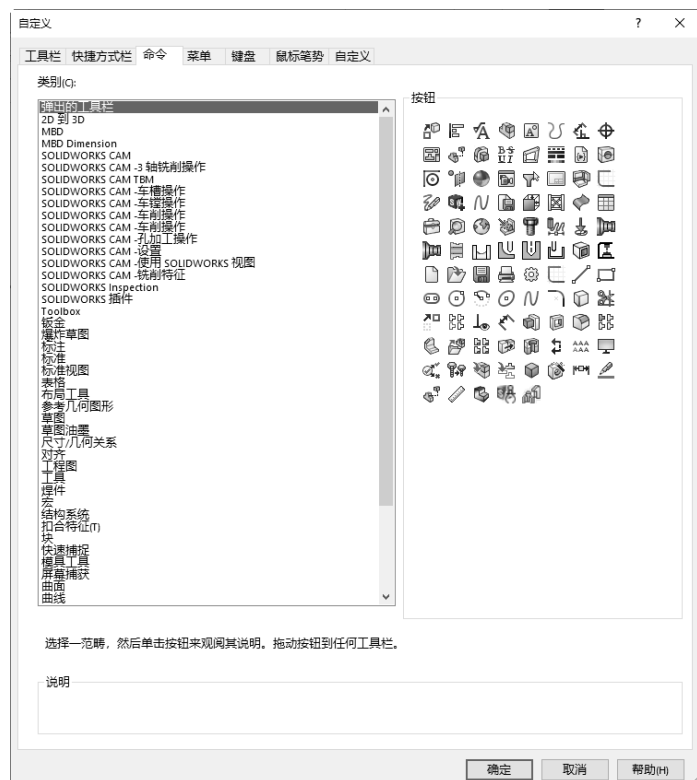 自定义
? ×
工具栏 快捷方式栏 命令 菜单 键盘 鼠标笔势 自定义
类别(C):
弹出的工具栏
2D 到 3D
MBD
MBD Dimension
SOLIDWORKS CAM
SOLIDWORKS CAM -3 轴铣削操作
SOLIDWORKS CAM TBM
SOLIDWORKS CAM -车槽操作
SOLIDWORKS CAM -车镗操作
SOLIDWORKS CAM -车削操作
SOLIDWORKS CAM -车削操作
SOLIDWORKS CAM -孔加工操作
SOLIDWORKS CAM -设置
SOLIDWORKS CAM -使用 SOLIDWORKS 视图
SOLIDWORKS CAM -铣削特征
SOLIDWORKS Inspection
SOLIDWORKS 插件
Toolbox
钣金
爆炸草图
标注
标准
标准视图
表格
布局工具
参考几何图形
草图
草图油墨
尺寸/几何关系
对齐
工程图
工具
焊件
宏
结构系统
扣合特征(T)
块
快速捕捉
模具工具
屏幕捕获
曲面
曲线
按钮
选择一范畴，然后单击按钮来观阅其说明。拖动按钮到任何工具栏。
说明
确定 取消 帮助(H)